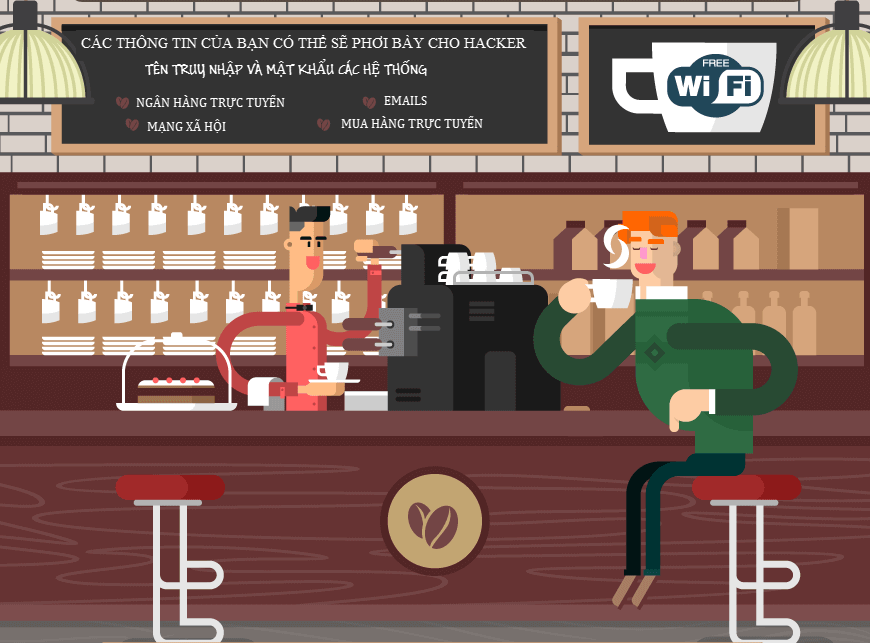 CÁC THÔNG TIN CỦA BẠN CÓ THỂ SẼ PHƠI BÀY CHO HACKER
TÊN TRUY NHẬP VÀ MẬT KHẨU CÁC HỆ THỐNG
NGÂN HÀNG TRỰC TUYẾN
EMAILS
MẠNG XÃ HỘI
MUA HÀNG TRỰC TUYẾN
FREE
Wi Fi